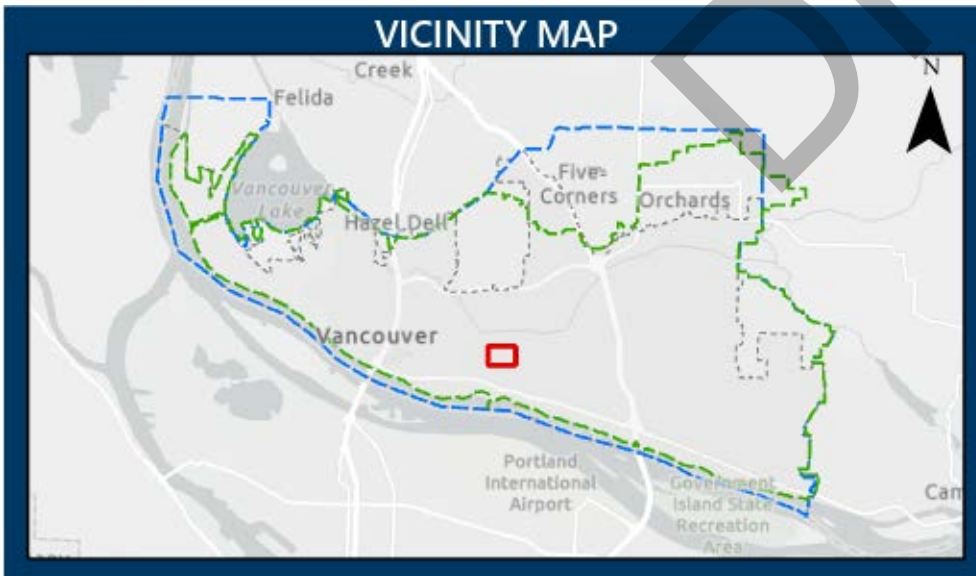 VICINITY MAP
Creek
N
Felida
Vancouver
Lake
Five
Corners
Orchards
Hazel Dell
Vancouver
Portland
International
Airport
Government
Island State
Recreation
Area
Cam